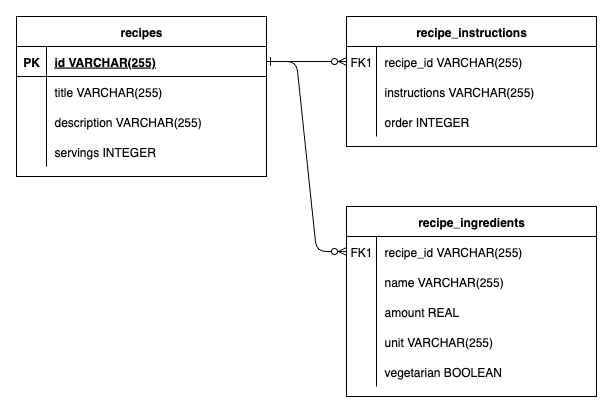 recipes
PK id VARCHAR(255)
title VARCHAR(255)
description VARCHAR(255)
servings INTEGER
recipe_instructions
FK1 recipe_id VARCHAR(255)
instructions VARCHAR(255)
order INTEGER
recipe_ingredients
FK1 recipe_id VARCHAR(255)
name VARCHAR(255)
amount REAL
unit VARCHAR(255)
vegetarian BOOLEAN